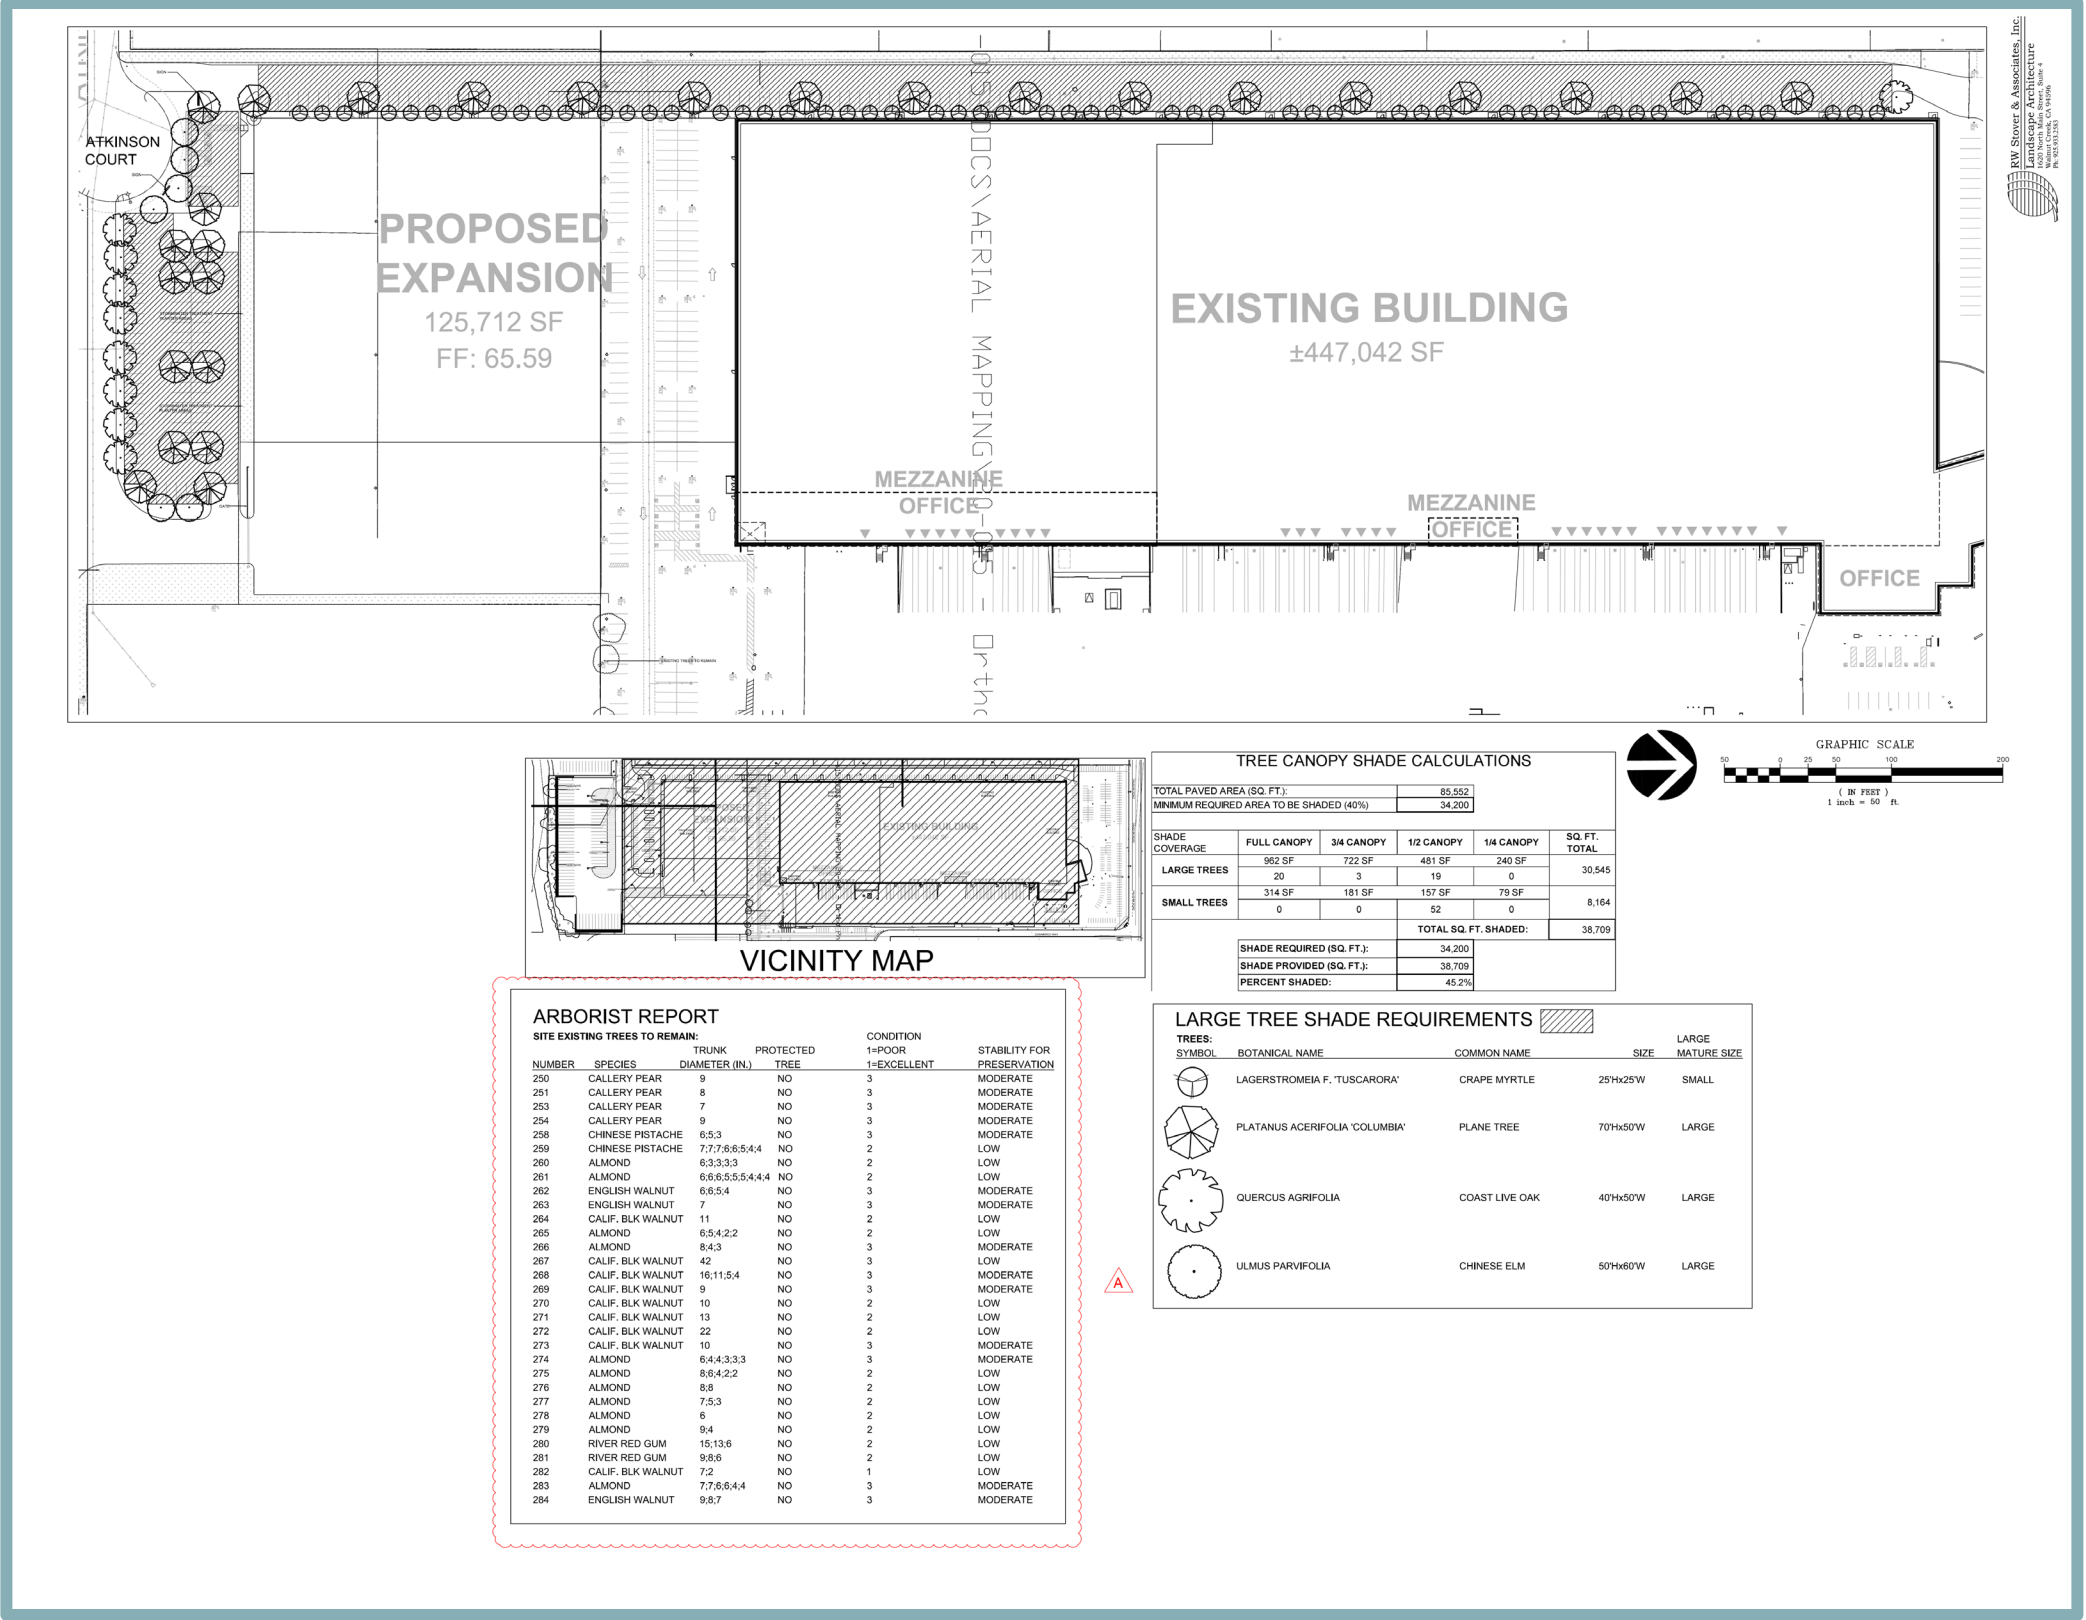 RW Stover & Associates, Inc.
Landscape Architecture
1620 North Main Street, Suite 4
Walnut Creek, CA 94596
Ph: 925.933.2583
SIGN
ATKINSON
COURT
SIGN
PROPOSED
EXPANSION
125,712 SF
FF: 65.59
EXISTING BUILDING
±447,042 SF
MEZZANINE
OFFICE
MEZZANINE
OFFICE
OFFICE
GATE
EXISTING TREES TO REMAIN
VICINITY MAP
TREE CANOPY SHADE CALCULATIONS
TOTAL PAVED AREA (SQ. FT.): 85,552
MINIMUM REQUIRED AREA TO BE SHADED (40%) 34,200
SHADE COVERAGE FULL CANOPY 3/4 CANOPY 1/2 CANOPY 1/4 CANOPY SQ. FT. TOTAL
LARGE TREES 962 SF 722 SF 481 SF 240 SF 30,545
20 3 19 0
SMALL TREES 314 SF 181 SF 157 SF 79 SF 8,164
0 0 52 0
TOTAL SQ. FT. SHADED: 38,709
SHADE REQUIRED (SQ. FT.): 34,200
SHADE PROVIDED (SQ. FT.): 38,709
PERCENT SHADED: 45.2%
GRAPHIC SCALE
50 0 25 50 100 200
( IN FEET )
1 inch = 50 ft.
ARBORIST REPORT
SITE EXISTING TREES TO REMAIN: CONDITION
TRUNK PROTECTED 1=POOR STABILITY FOR
NUMBER SPECIES DIAMETER (IN.) TREE 1=EXCELLENT PRESERVATION
250 CALLERY PEAR 9 NO 3 MODERATE
251 CALLERY PEAR 8 NO 3 MODERATE
253 CALLERY PEAR 7 NO 3 MODERATE
254 CALLERY PEAR 9 NO 3 MODERATE
258 CHINESE PISTACHE 6;5;3 NO 3 MODERATE
259 CHINESE PISTACHE 7;7;7;6;6;5;4;4 NO 2 LOW
260 ALMOND 6;3;3;3;3 NO 2 LOW
261 ALMOND 6;6;6;5;5;5;4;4;4 NO 2 LOW
262 ENGLISH WALNUT 6;6;5;4 NO 3 MODERATE
263 ENGLISH WALNUT 7 NO 3 MODERATE
264 CALIF. BLK WALNUT 11 NO 2 LOW
265 ALMOND 6;5;4;2;2 NO 2 LOW
266 ALMOND 8;4;3 NO 3 MODERATE
267 CALIF. BLK WALNUT 42 NO 3 LOW
268 CALIF. BLK WALNUT 16;11;5;4 NO 3 MODERATE
269 CALIF. BLK WALNUT 9 NO 3 MODERATE
270 CALIF. BLK WALNUT 10 NO 2 LOW
271 CALIF. BLK WALNUT 13 NO 2 LOW
272 CALIF. BLK WALNUT 22 NO 2 LOW
273 CALIF. BLK WALNUT 10 NO 3 MODERATE
274 ALMOND 6;4;4;3;3;3 NO 3 MODERATE
275 ALMOND 8;6;4;2;2 NO 2 LOW
276 ALMOND 8;8 NO 2 LOW
277 ALMOND 7;5;3 NO 2 LOW
278 ALMOND 6 NO 2 LOW
279 ALMOND 9;4 NO 2 LOW
280 RIVER RED GUM 15;13;6 NO 2 LOW
281 RIVER RED GUM 9;8;6 NO 2 LOW
282 CALIF. BLK WALNUT 7;2 NO 1 LOW
283 ALMOND 7;7;6;6;4;4 NO 3 MODERATE
284 ENGLISH WALNUT 9;8;7 NO 3 MODERATE
A
LARGE TREE SHADE REQUIREMENTS
TREES: LARGE
SYMBOL BOTANICAL NAME COMMON NAME SIZE MATURE SIZE
LAGERSTROMEIA F. 'TUSCARORA' CRAPE MYRTLE 25'Hx25'W SMALL
PLATANUS ACERIFOLIA 'COLUMBIA' PLANE TREE 70'Hx50'W LARGE
QUERCUS AGRIFOLIA COAST LIVE OAK 40'Hx50'W LARGE
ULMUS PARVIFOLIA CHINESE ELM 50'Hx60'W LARGE